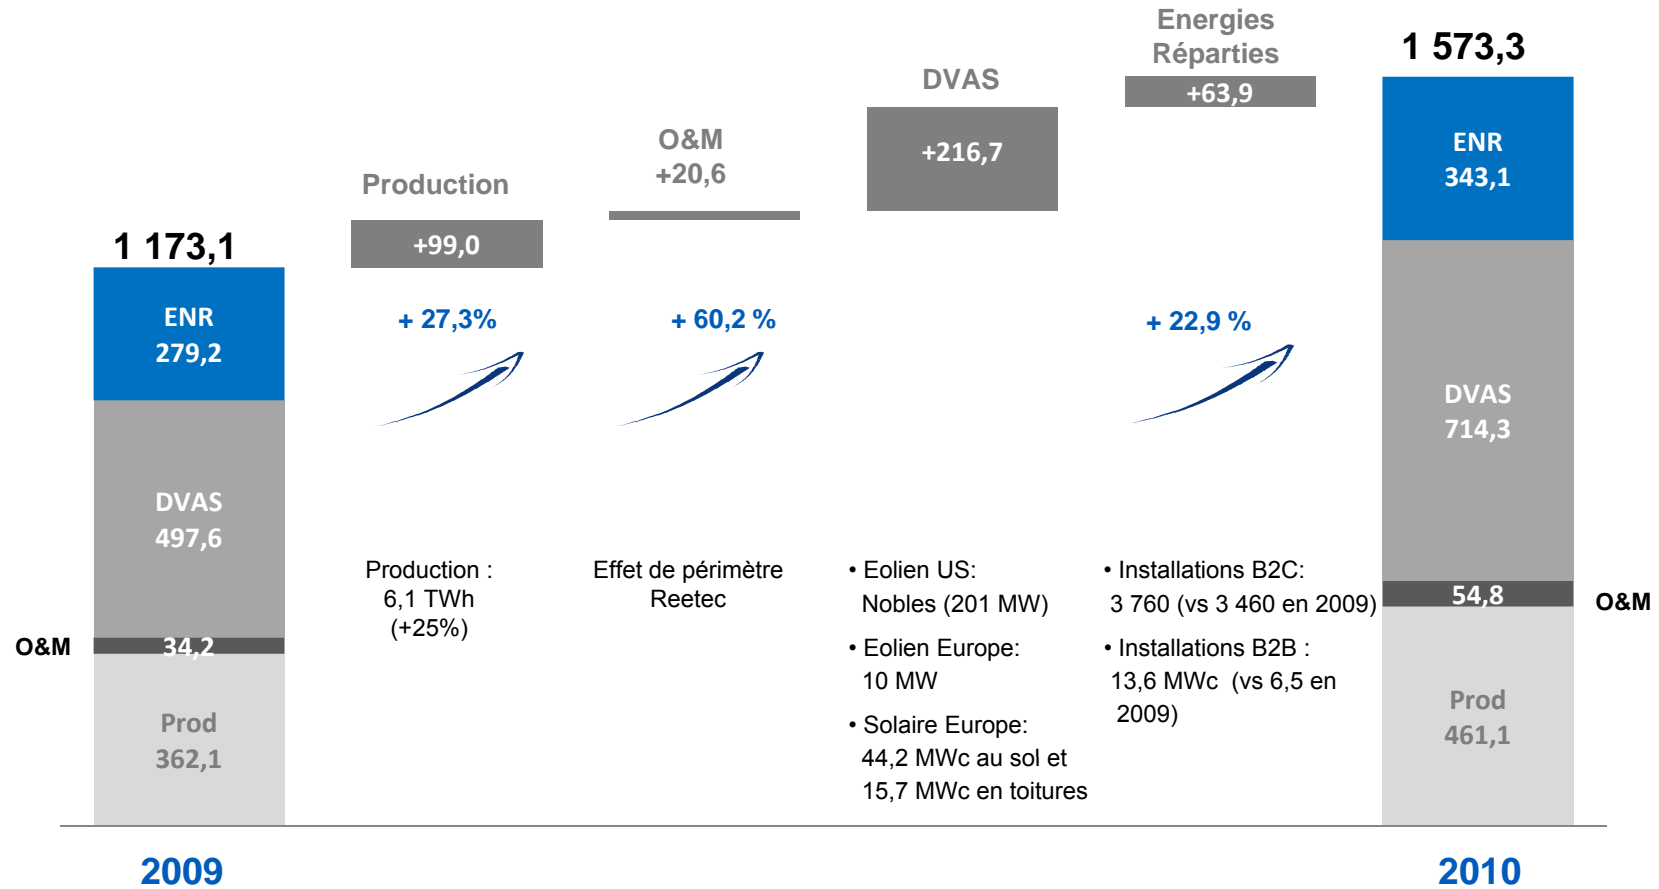 1 173,1
ENR
279,2
DVAS
497,6
O&M
34,2
Prod
362,1
2009
Production
+99,0
+ 27,3%
Production :
6,1 TWh
(+25%)
O&M
+20,6
+ 60,2 %
Effet de périmètre
Reetec
DVAS
+216,7
• Eolien US:
Nobles (201 MW)
• Eolien Europe:
10 MW
• Solaire Europe:
44,2 MWc au sol et
15,7 MWc en toitures
Energies
Réparties
+63,9
+ 22,9 %
• Installations B2C:
3 760 (vs 3 460 en 2009)
• Installations B2B :
13,6 MWc (vs 6,5 en
2009)
1 573,3
ENR
343,1
DVAS
714,3
54,8
O&M
Prod
461,1
2010